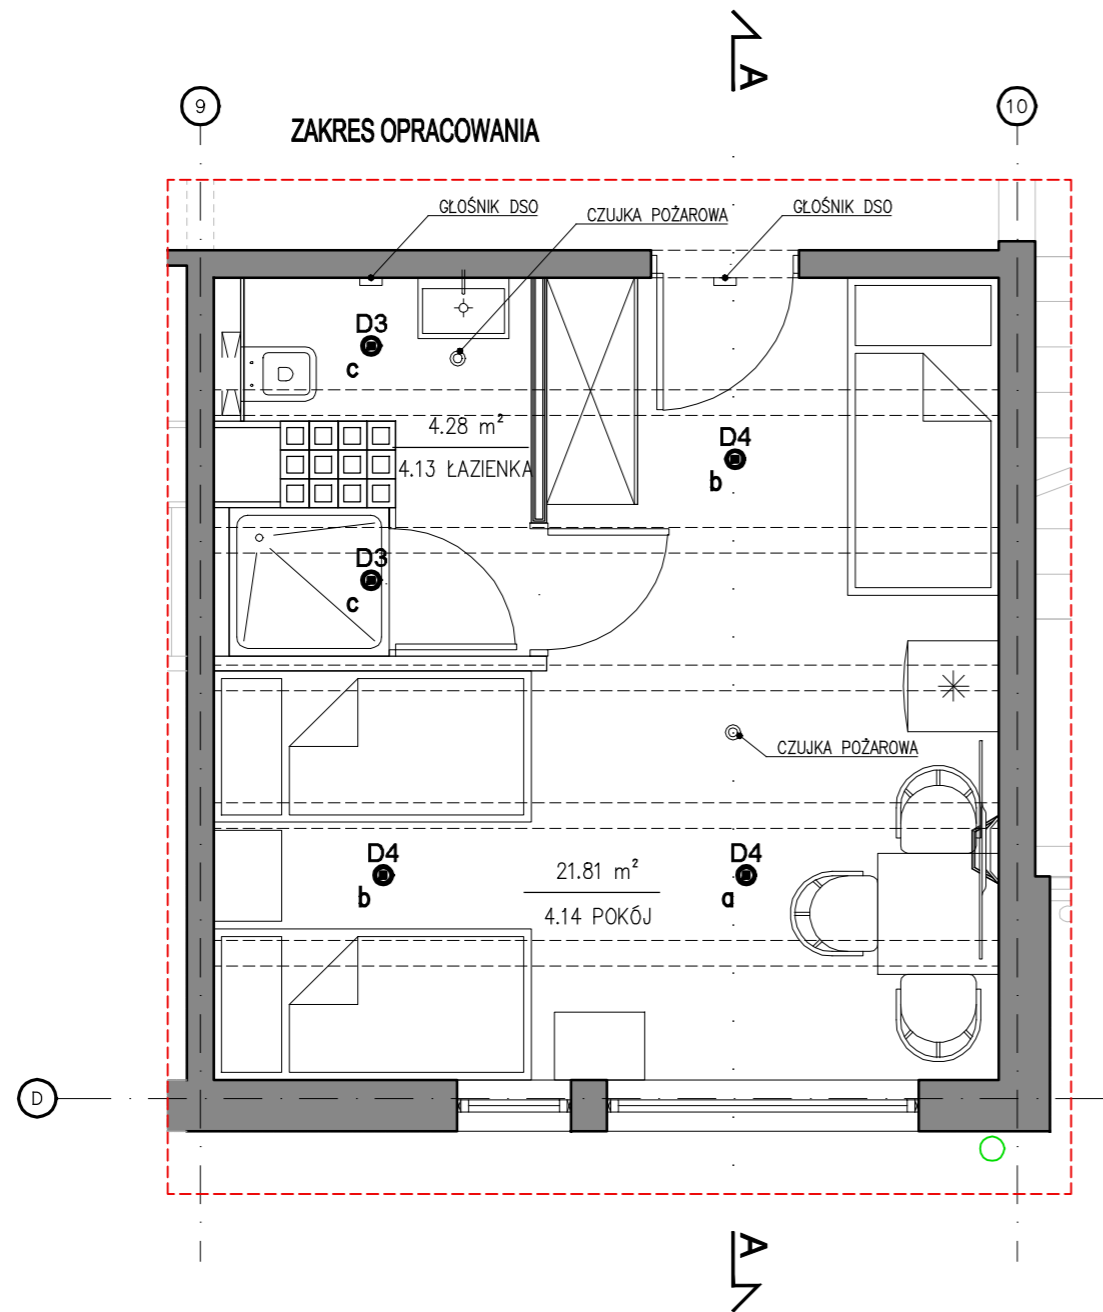 A
9
10
ZAKRES OPRACOWANIA
GŁOŚNIK DSO
CZUJKA POŻAROWA
GŁOŚNIK DSO
D3
c
D
4.28 m²
4.13 ŁAZIENKA
D4
b
D3
c
CZUJKA POŻAROWA
D4
b
21.81 m²
4.14 POKÓJ
D4
a
D
A